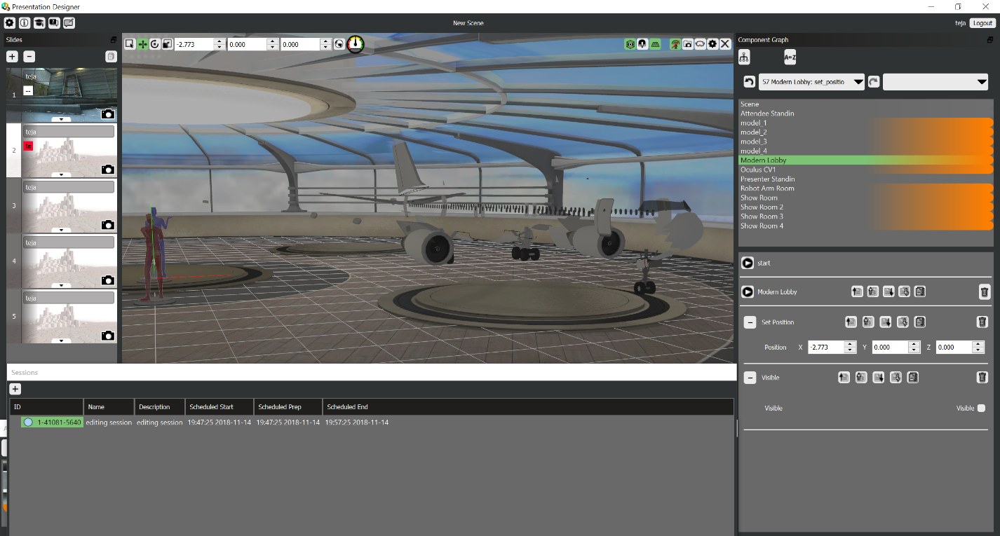 Presentation Designer
New Scene
teja
Logout
Slides
teja
1
--
teja
2
teja
3
teja
4
teja
5
-2.773
0.000
0.000
Component Graph
A↔Z
57 Modern Lobby: set_positio
Scene
Attendee Standin
model_1
model_2
model_3
model_4
Modern Lobby
Oculus CV1
Presenter Standin
Robot Arm Room
Show Room
Show Room 2
Show Room 3
Show Room 4
start
Modern Lobby
Set Position
Position X -2.773 Y 0.000 Z 0.000
Visible
Visible Visible
Sessions
ID Name Description Scheduled Start Scheduled Prep Scheduled End
1-41081-5640 editing session editing session 19:47:25 2018-11-14 19:47:25 2018-11-14 19:57:25 2018-11-14